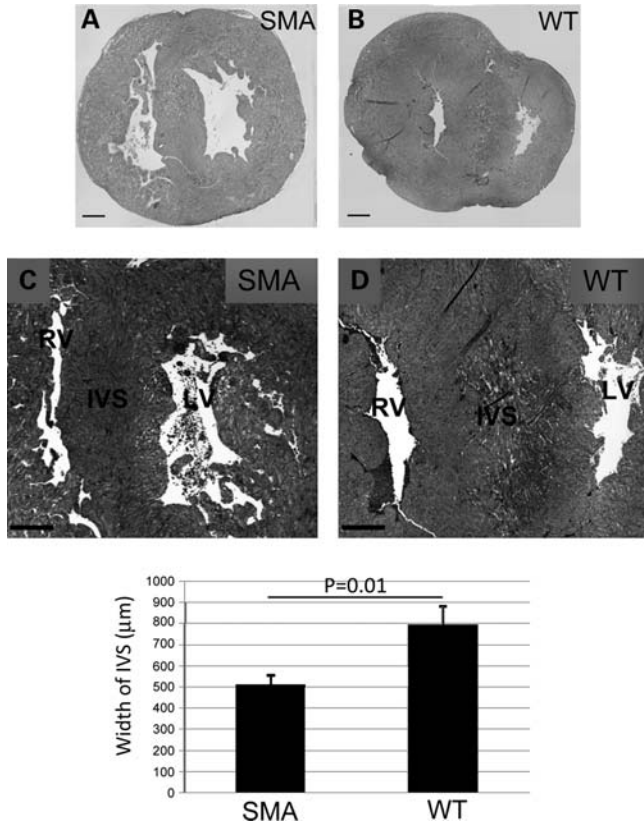 A SMA
B WT
C SMA
RV IVS LV
D WT
RV IVS LV
P=0.01
Width of IVS (µm)
1000
900
800
700
600
500
400
300
200
100
0
SMA WT